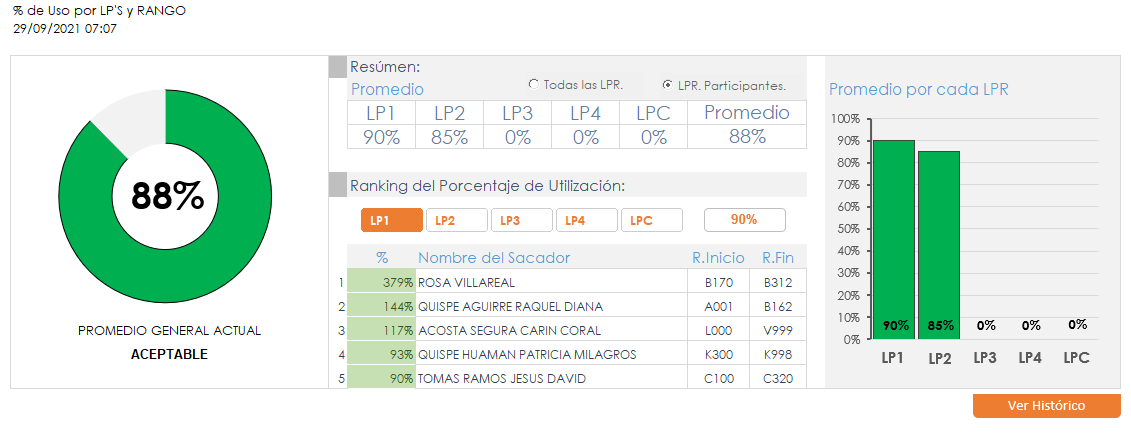 % de Uso por LP'S y RANGO
29/09/2021 07:07
88%
PROMEDIO GENERAL ACTUAL
ACEPTABLE
Resúmen:
Promedio
Todas las LPR.
LPR. Participantes.
LP1 LP2 LP3 LP4 LPC Promedio
90% 85% 0% 0% 0% 88%
Ranking del Porcentaje de Utilización:
LP1 LP2 LP3 LP4 LPC 90%
% Nombre del Sacador R.Inicio R.Fin
1 379% ROSA VILLAREAL B170 B312
2 144% QUISPE AGUIRRE RAQUEL DIANA A001 B162
3 117% ACOSTA SEGURA CARIN CORAL L000 V999
4 93% QUISPE HUAMAN PATRICIA MILAGROS K300 K998
5 90% TOMAS RAMOS JESUS DAVID C100 C320
Promedio por cada LPR
100%
90%
80%
70%
60%
50%
40%
30%
20%
10%
0%
90% 85% 0% 0% 0%
LP1 LP2 LP3 LP4 LPC
Ver Histórico